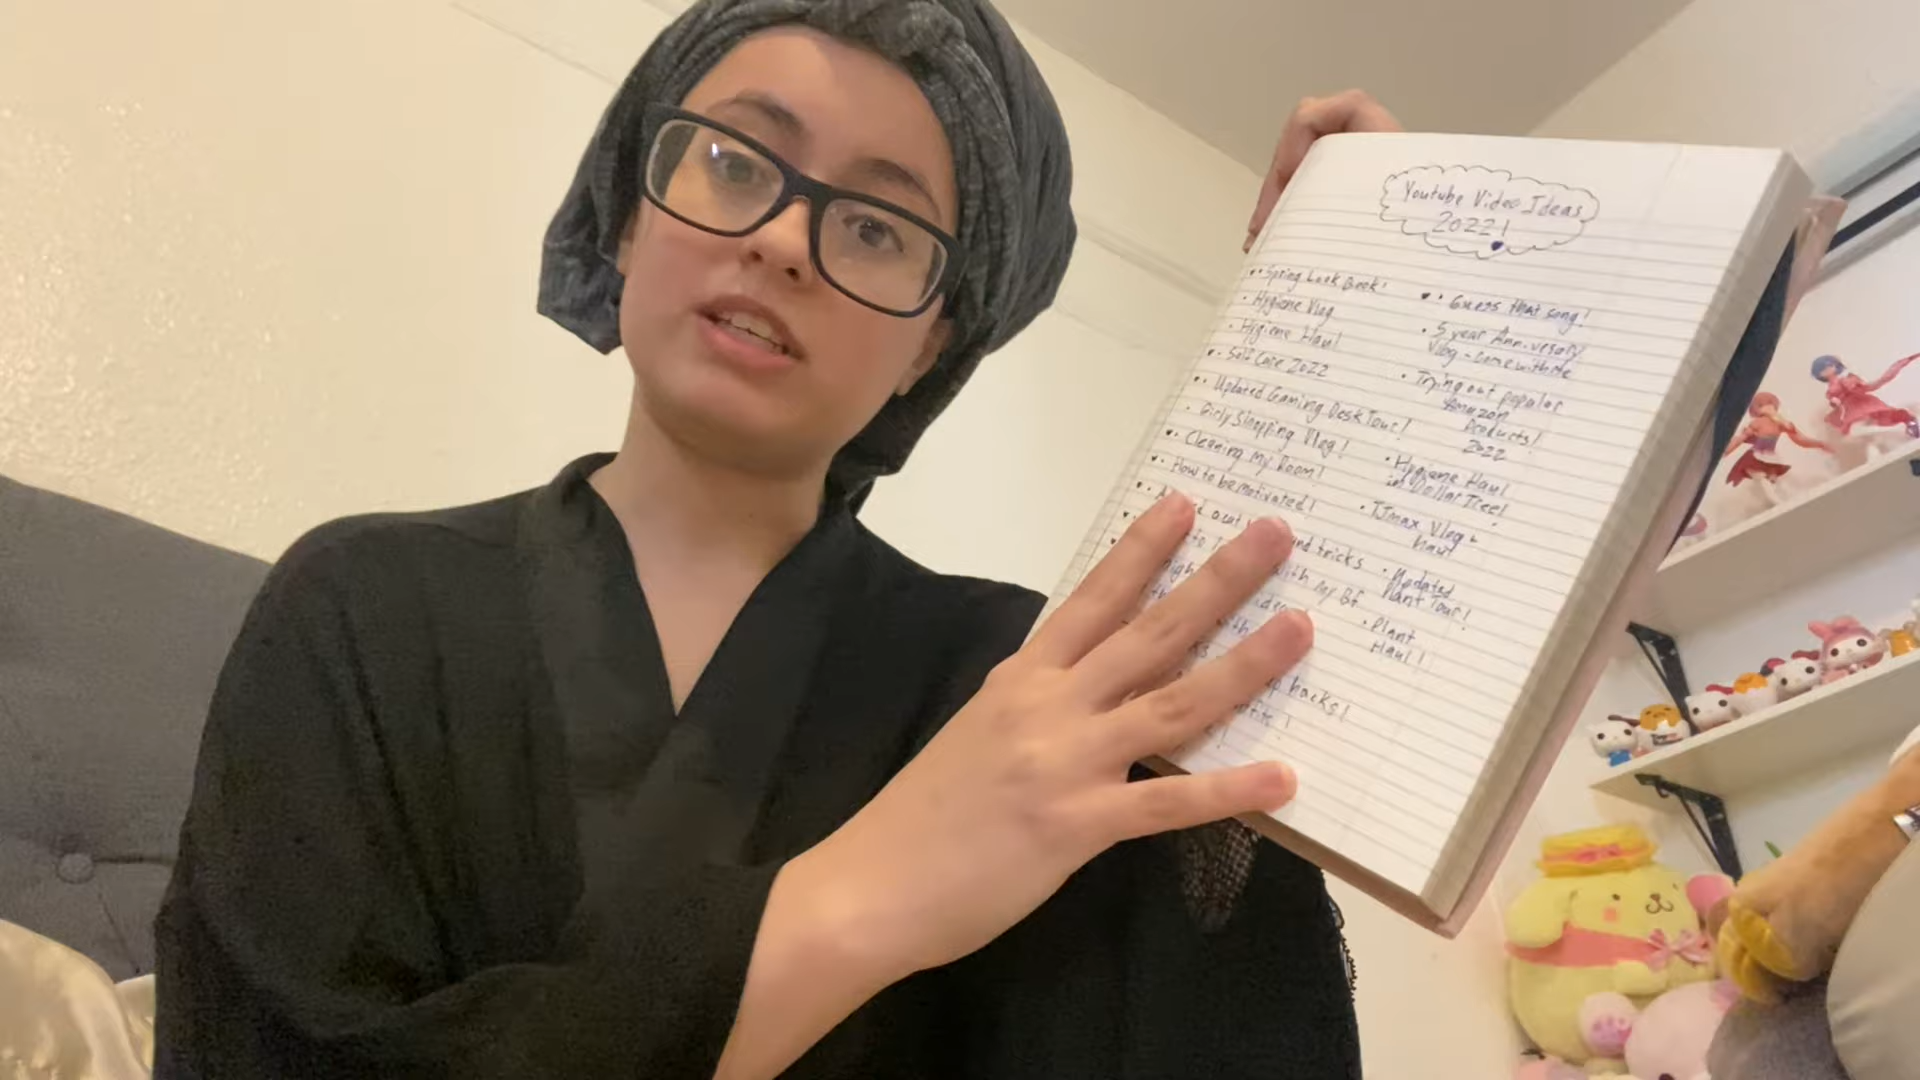 Youtube Video Ideas
2022!
Spring Look Book!
Hygiene Vlog
Hygiene Haul
Self Care 2022
Updated Gaming Desk Tour!
Girly Shopping Vlog!
Cleaning My Room!
How to be motivated!
out and tricks
with my BF
with
hacks!
Guess that song!
5 year Anniversary
Vlog - come with Me
Trying out popular
Amazon
Products!
2022
Hygiene Haul
in Dollar Tree!
TJmax Vlog +
haul
Updated
Plant Tour!
Plant
Haul!